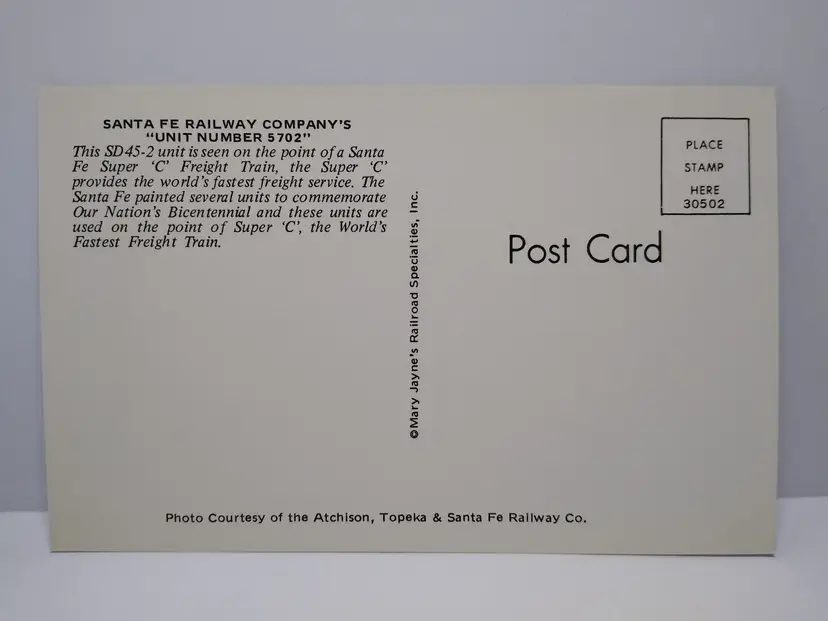 SANTA FE RAILWAY COMPANY'S
"UNIT NUMBER 5702"
This SD45-2 unit is seen on the point of a Santa
Fe Super 'C' Freight Train, the Super 'C'
provides the world's fastest freight service. The
Santa Fe painted several units to commemorate
Our Nation's Bicentennial and these units are
used on the point of Super 'C', the World's
Fastest Freight Train.
©Mary Jayne's Railroad Specialties, Inc.
PLACE
STAMP
HERE
30502
Post Card
Photo Courtesy of the Atchison, Topeka & Santa Fe Railway Co.